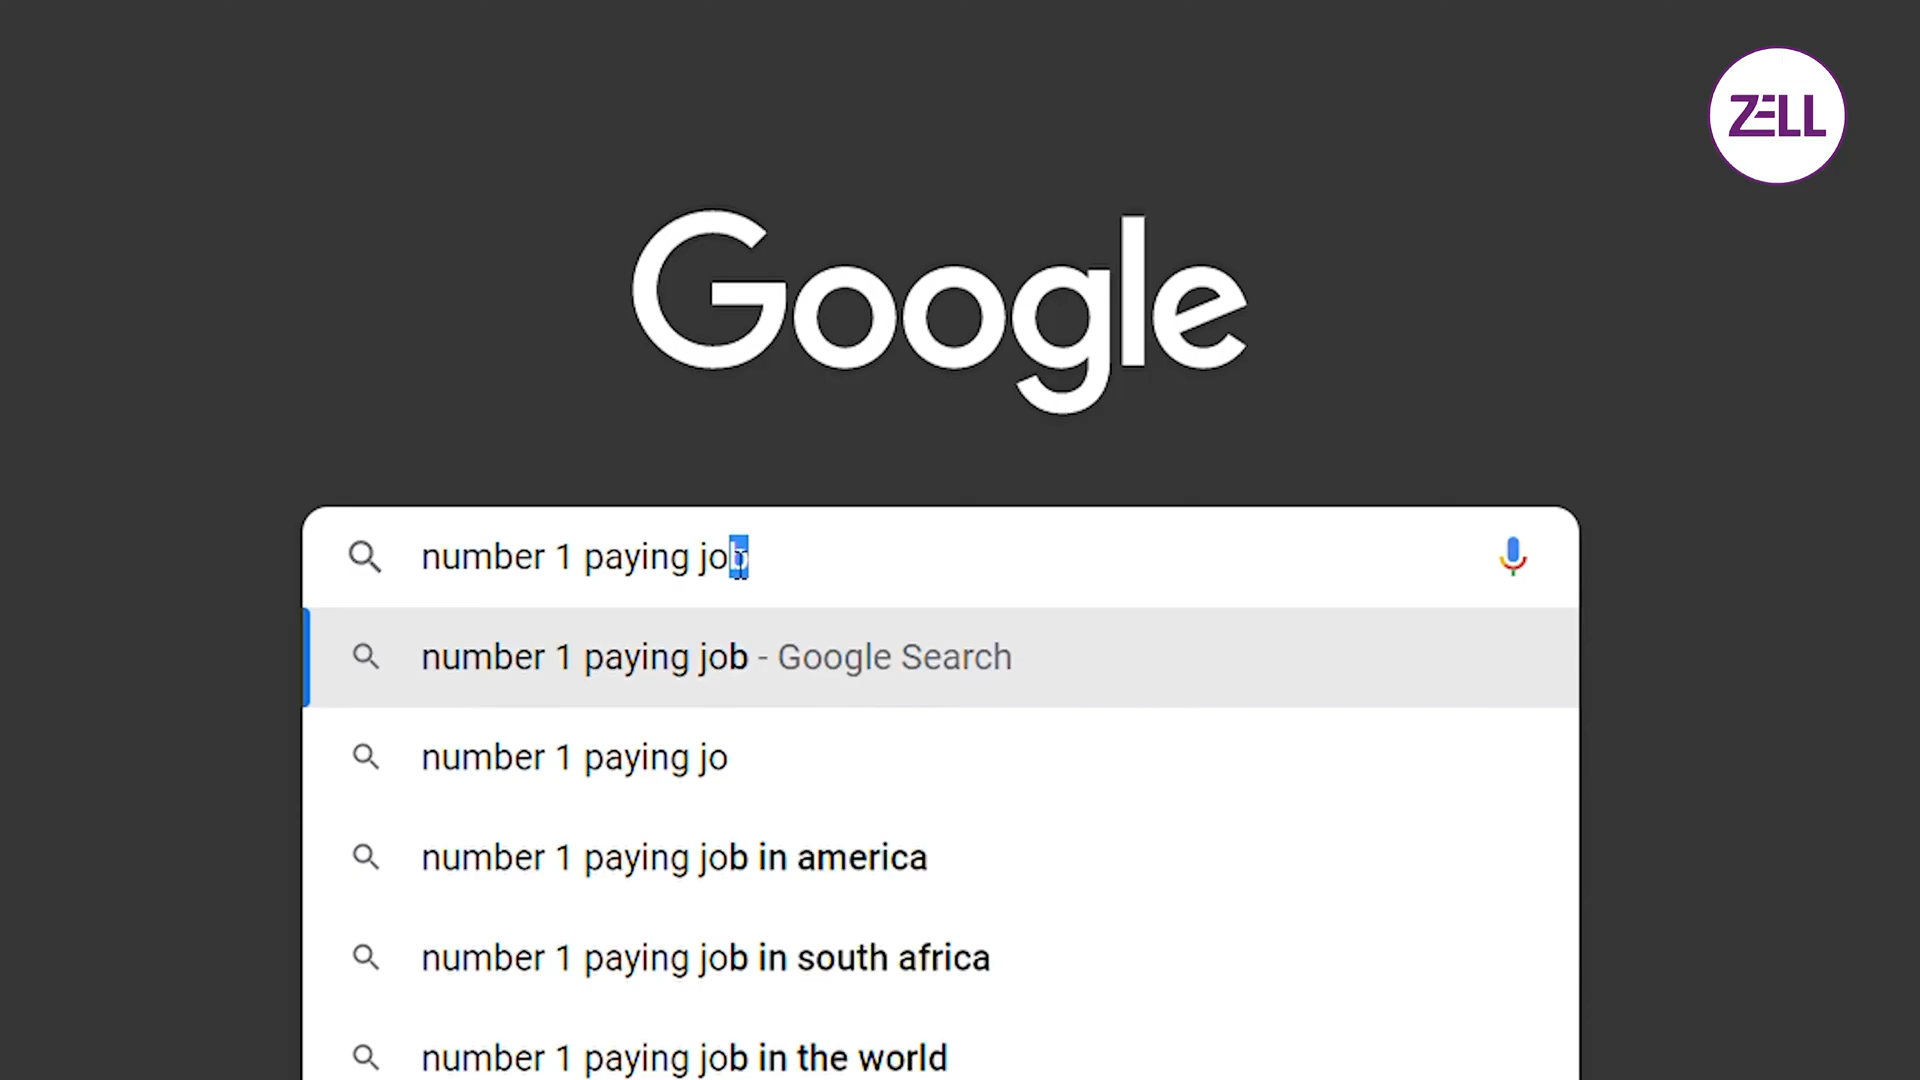 ZELL
Google
number 1 paying job
number 1 paying job - Google Search
number 1 paying jo
number 1 paying job in america
number 1 paying job in south africa
number 1 paying job in the world